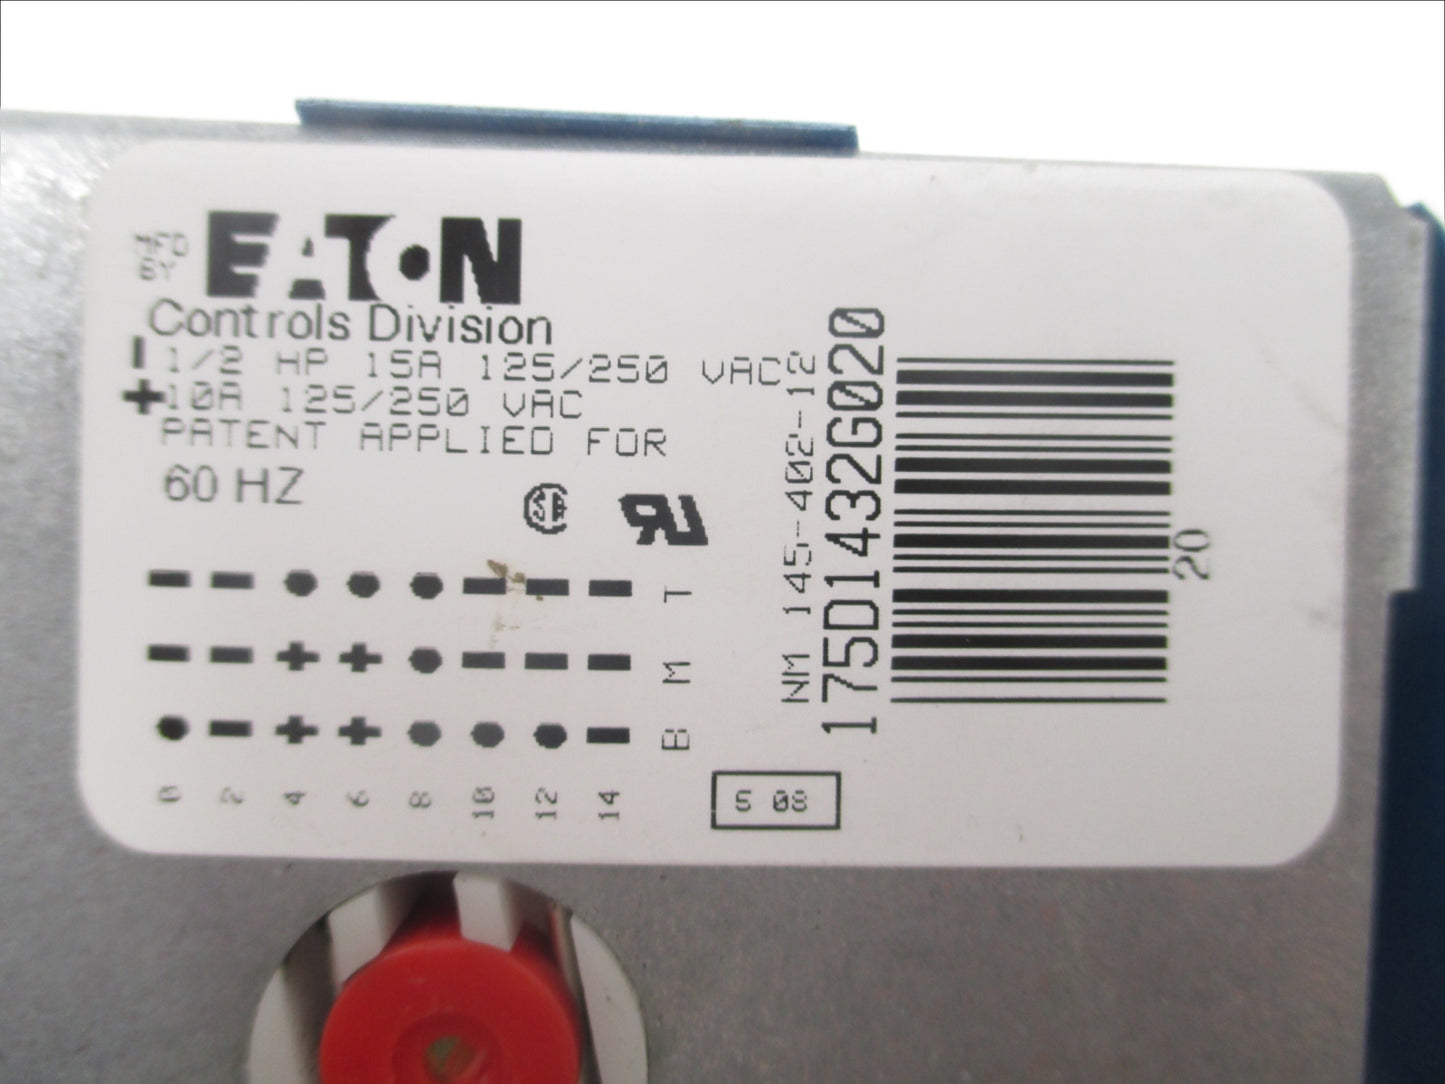 MFD
BY
EATON
Controls Division
1/2 HP 15A 125/250 VAC
10A 125/250 VAC
PATENT APPLIED FOR
60 HZ
T
M
B
0 2 4 6 8 10 12 14
5 08
NM 145-402-12
175D1432G020
20